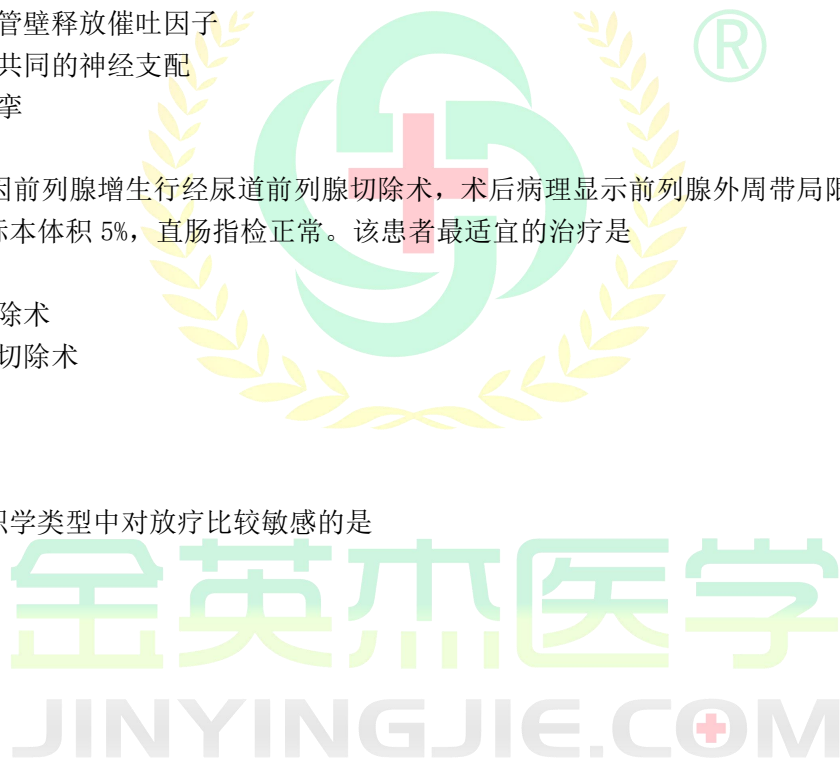 管壁释放催吐因子
共同的神经支配
挛
因前列腺增生行经尿道前列腺切除术，术后病理显示前列腺外周带局限
标本体积 5%，直肠指检正常。该患者最适宜的治疗是
除术
切除术
织学类型中对放疗比较敏感的是
®
金英杰医学
JINYINGJIE.COM